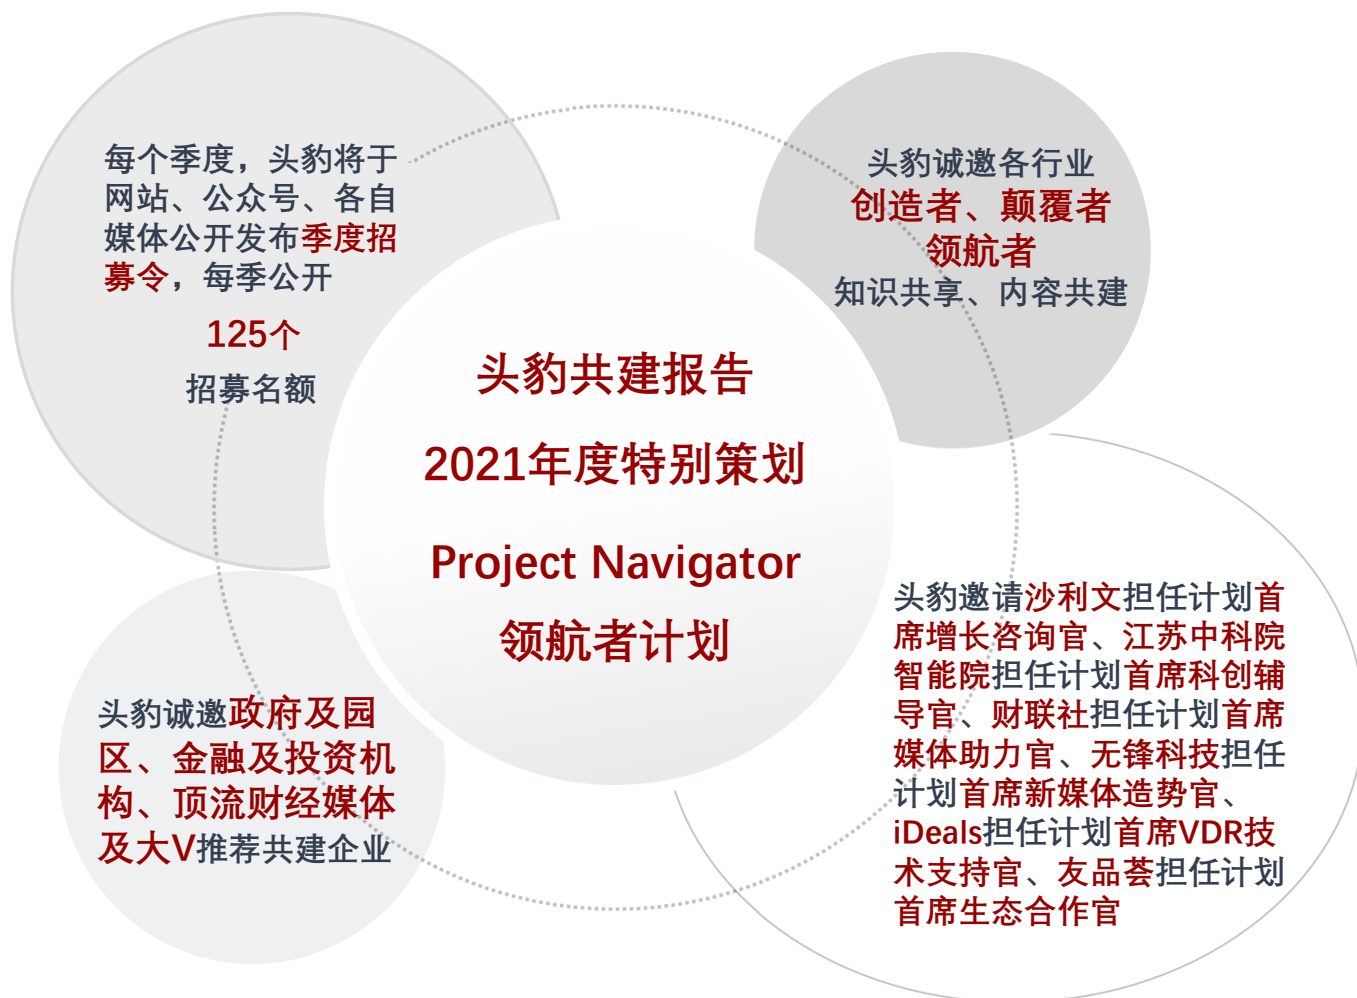 每个季度，头豹将于
网站、公众号、各自
媒体公开发布季度招
募令，每季公开
125个
招募名额
头豹诚邀各行业
创造者、颠覆者
领航者
知识共享、内容共建
头豹共建报告
2021年度特别策划
Project Navigator
领航者计划
头豹诚邀政府及园
区、金融及投资机
构、顶流财经媒体
及大V推荐共建企业
头豹邀请沙利文担任计划首
席增长咨询官、江苏中科院
智能院担任计划首席科创辅
导官、财联社担任计划首席
媒体助力官、无锋科技担任
计划首席新媒体造势官、
iDeals担任计划首席VDR技
术支持官、友品荟担任计划
首席生态合作官